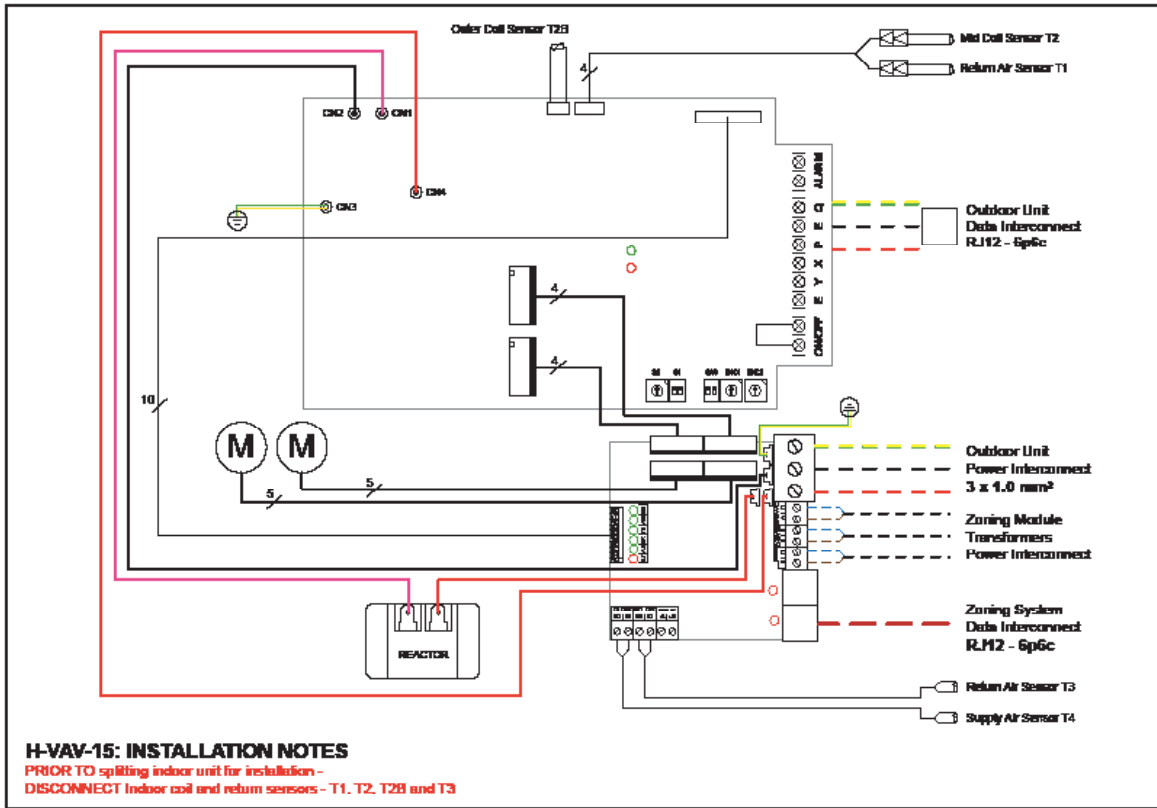 Outer Coil Sensor T2B
4
Mid Coil Sensor T2
Return Air Sensor T1
CN2
CN1
CN4
CN3
ALARM
Q
E
P
X
Y
E
ON/OFF
Outdoor Unit
Data Interconnect
RJ12 - 6p6c
4
4
10
M
M
5
5
Outdoor Unit
Power Interconnect
3 x 1.0 mm²
Zoning Module
Transformers
Power Interconnect
REACTOR
Zoning System
Data Interconnect
RJ12 - 6p6c
Return Air Sensor T3
Supply Air Sensor T4
H-VAV-15: INSTALLATION NOTES
PRIOR TO splitting indoor unit for installation -
DISCONNECT Indoor coil and return sensors - T1, T2, T2B and T3